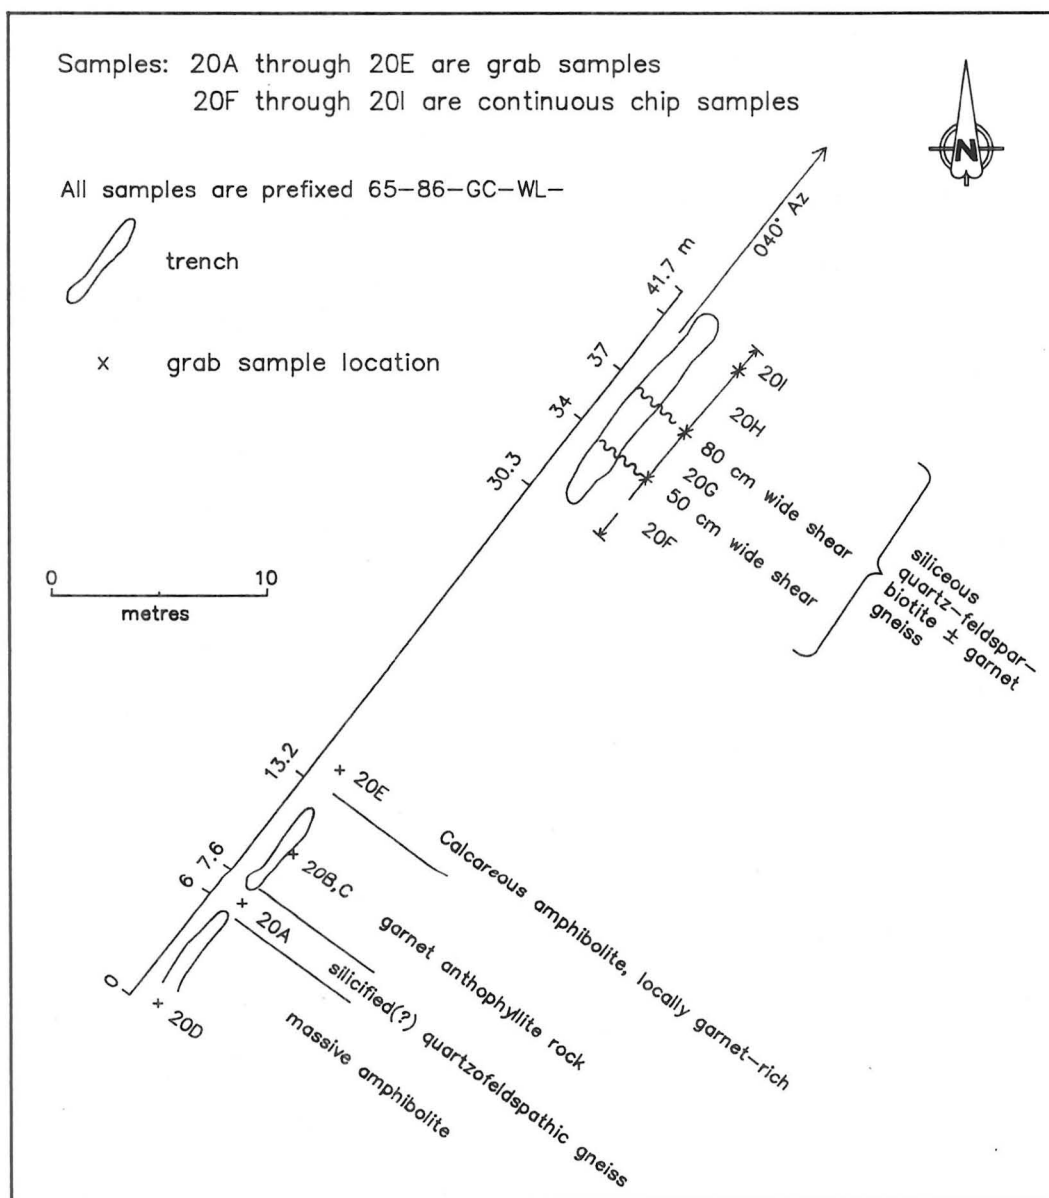 Samples: 20A through 20E are grab samples
20F through 20I are continuous chip samples
N
All samples are prefixed 65-86-GC-WL-
trench
x grab sample location
040° Az
41.7 m
37
34
30.3
20I
20H
80 cm wide shear
20G
50 cm wide shear
20F
siliceous
quartz-feldspar-
biotite ± garnet
gneiss
0 10
metres
13.2
7.6
6
0
20E
Calcareous amphibolite, locally garnet-rich
20B,C
garnet anthophyllite rock
20A
silicified(?) quartzofeldspathic gneiss
20D
massive amphibolite